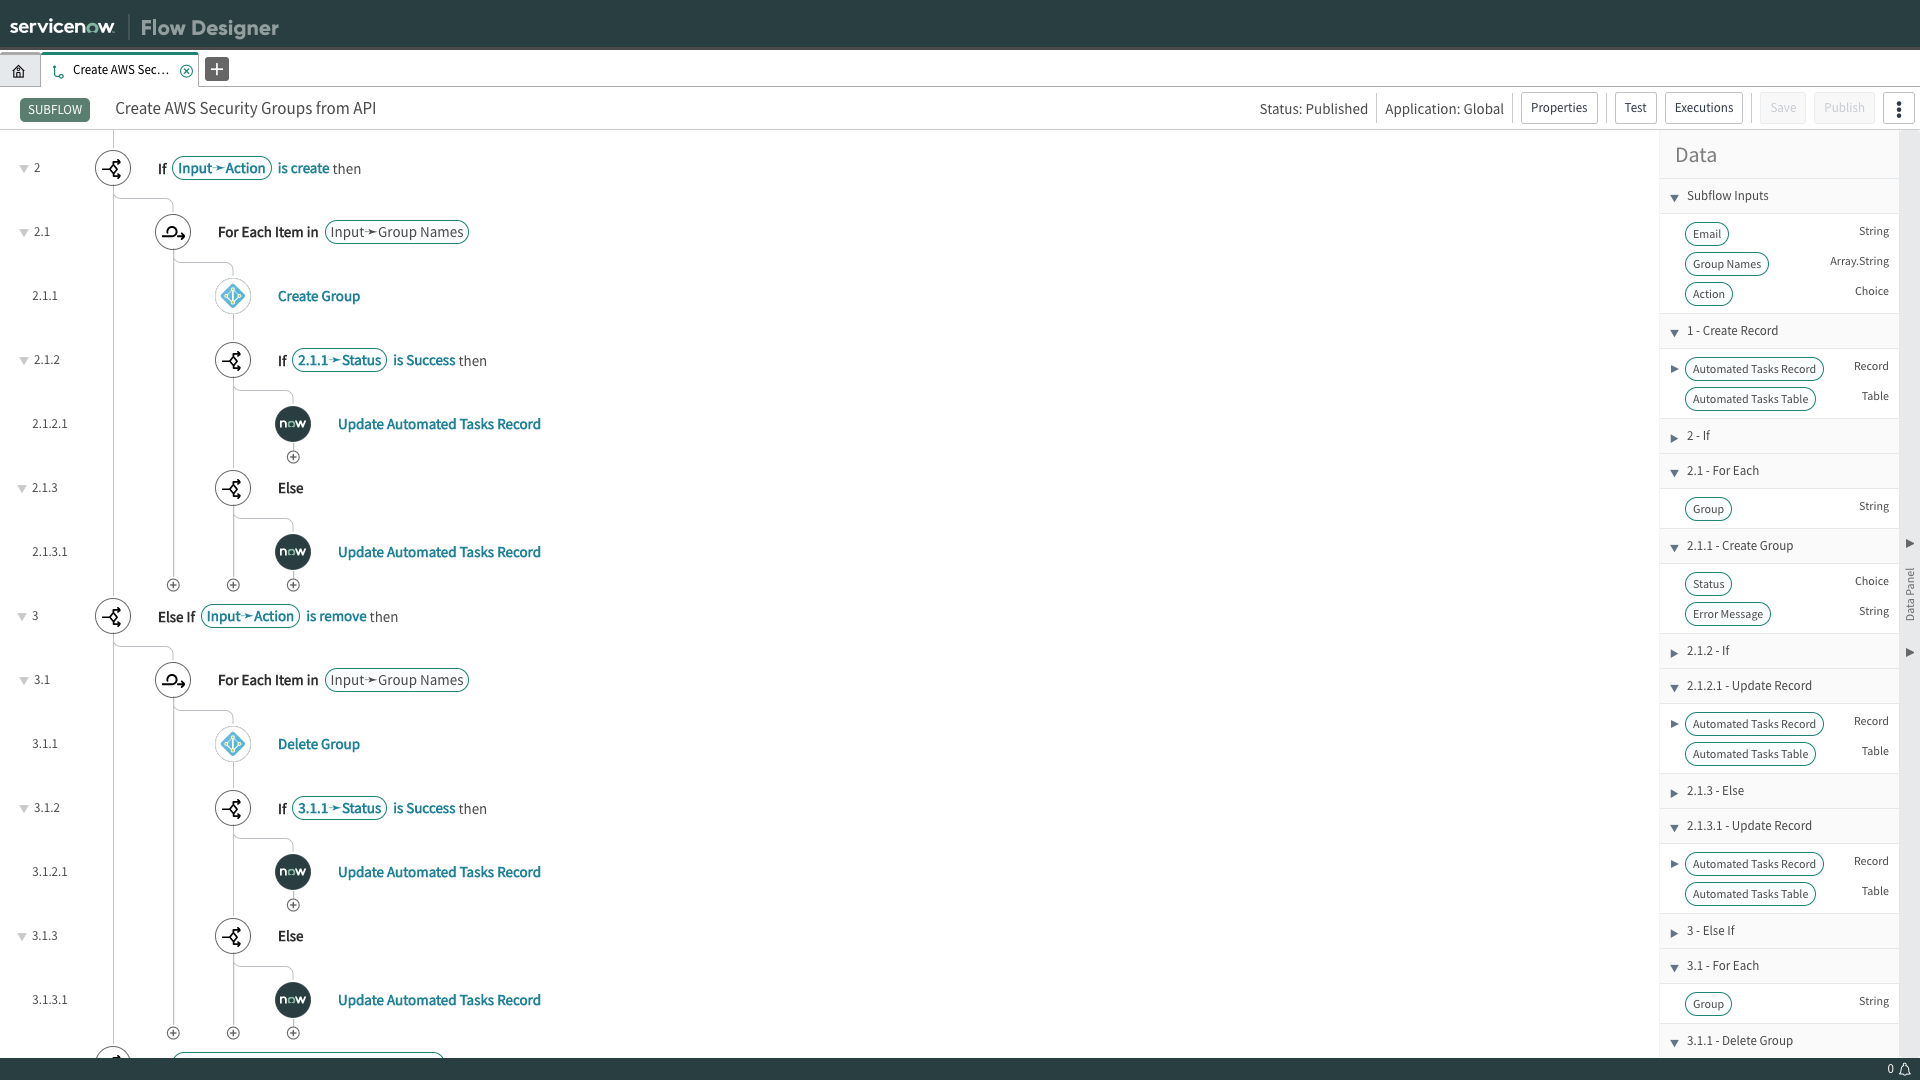 servicenow Flow Designer
Create AWS Sec...
SUBFLOW Create AWS Security Groups from API Status: Published Application: Global Properties Test Executions Save Publish
2 If Input➛Action is create then
2.1 For Each Item in Input➛Group Names
2.1.1 Create Group
2.1.2 If 2.1.1➛Status is Success then
2.1.2.1 now Update Automated Tasks Record
2.1.3 Else
2.1.3.1 now Update Automated Tasks Record
3 Else If Input➛Action is remove then
3.1 For Each Item in Input➛Group Names
3.1.1 Delete Group
3.1.2 If 3.1.1➛Status is Success then
3.1.2.1 now Update Automated Tasks Record
3.1.3 Else
3.1.3.1 now Update Automated Tasks Record
Data
Subflow Inputs
Email String
Group Names Array.String
Action Choice
1 - Create Record
Automated Tasks Record Record
Automated Tasks Table Table
2 - If
2.1 - For Each
Group String
2.1.1 - Create Group
Status Choice
Error Message String
2.1.2 - If
2.1.2.1 - Update Record
Automated Tasks Record Record
Automated Tasks Table Table
2.1.3 - Else
2.1.3.1 - Update Record
Automated Tasks Record Record
Automated Tasks Table Table
3 - Else If
3.1 - For Each
Group String
3.1.1 - Delete Group
Data Panel
0